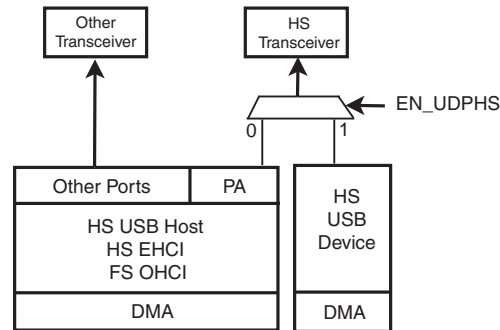 Other
Transceiver
HS
Transceiver
EN_UDPHS
0
1
Other Ports
PA
HS
USB
Device
HS USB Host
HS EHCI
FS OHCI
DMA
DMA